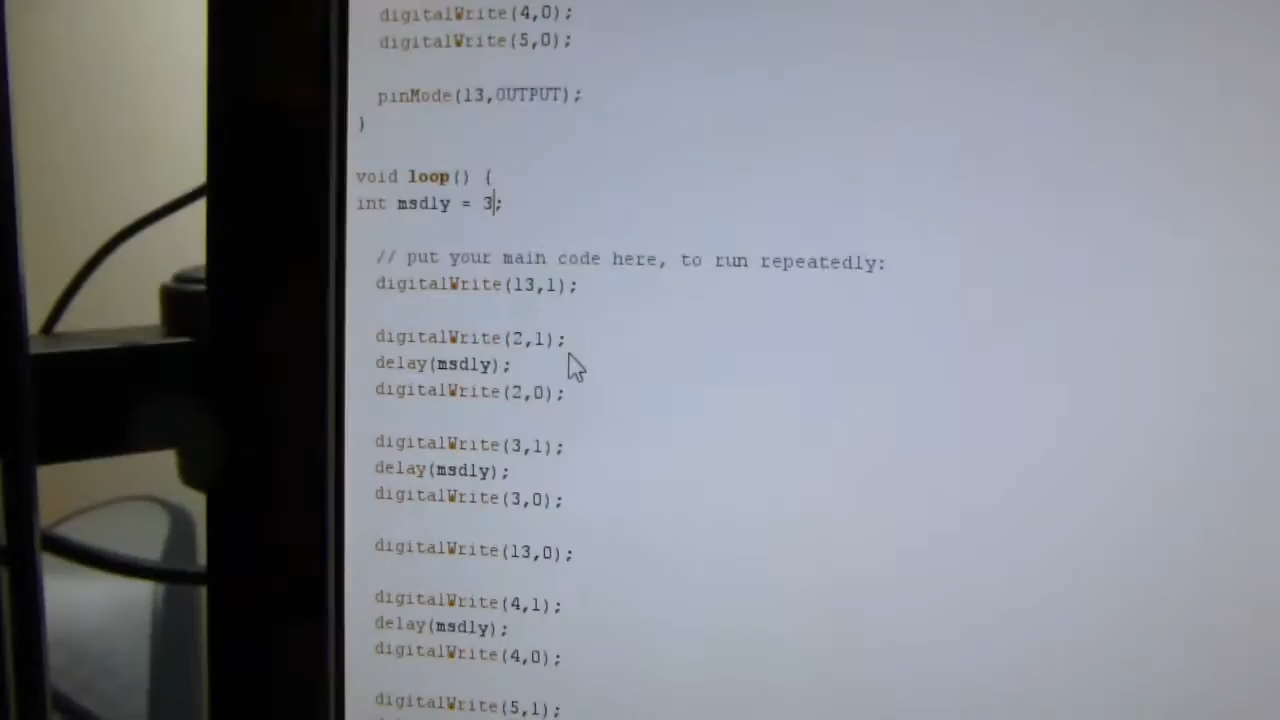 digitalWrite(4,0);
digitalWrite(5,0);
pinMode(13,OUTPUT);
}
void loop() {
int msdly = 3;
// put your main code here, to run repeatedly:
digitalWrite(13,1);
digitalWrite(2,1);
delay(msdly);
digitalWrite(2,0);
digitalWrite(3,1);
delay(msdly);
digitalWrite(3,0);
digitalWrite(13,0);
digitalWrite(4,1);
delay(msdly);
digitalWrite(4,0);
digitalWrite(5,1);